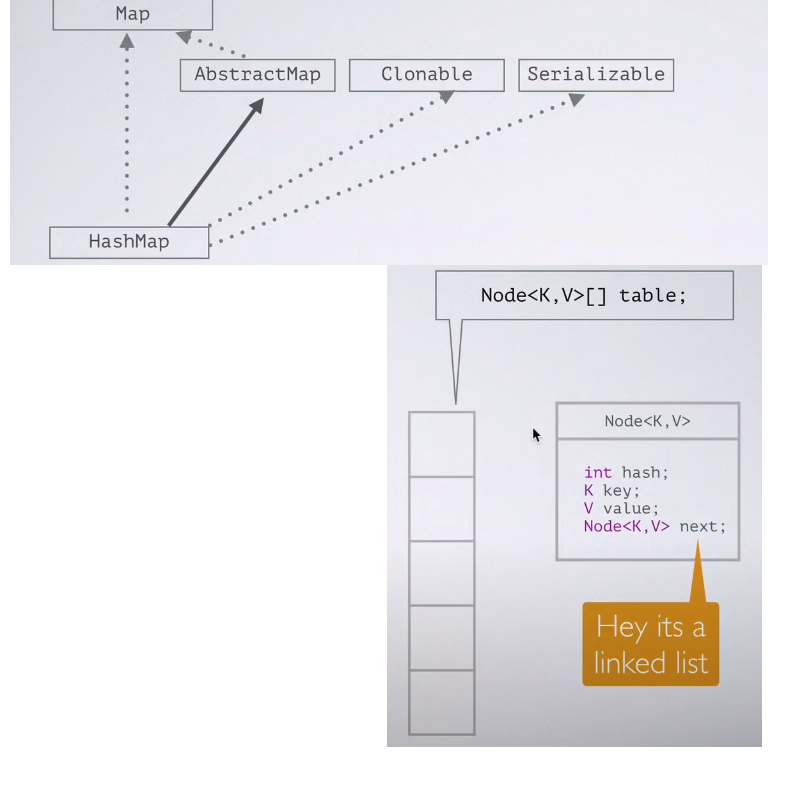 Map
AbstractMap
Clonable
Serializable
HashMap
Node<K,V>[] table;
Node<K,V>
int hash;
K key;
V value;
Node<K,V> next;
Hey its a
linked list